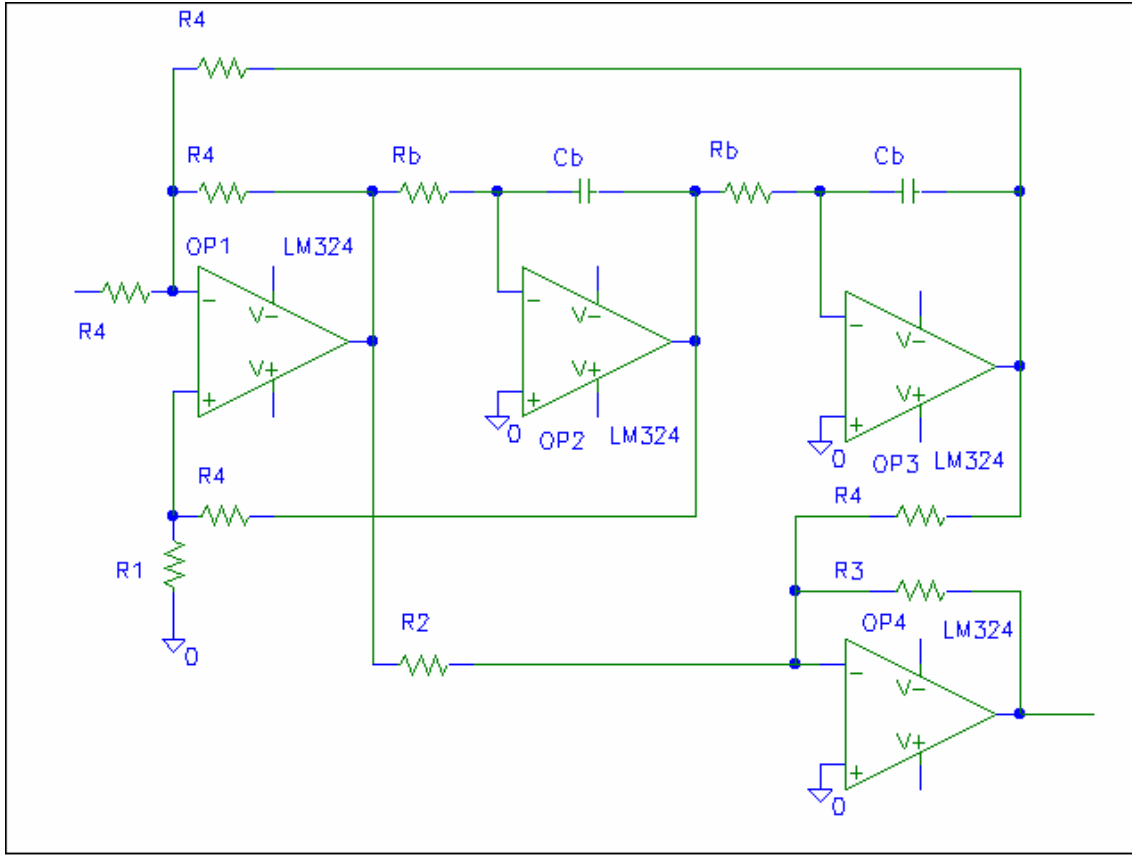 R4
R4
Rb
Cb
Rb
Cb
OP1
LM324
R4
-
V-
V+
+
-
V-
V+
+
0
OP2
LM324
-
V-
V+
+
0
OP3
LM324
R4
R1
0
R4
R3
OP4
LM324
R2
-
V-
V+
+
0